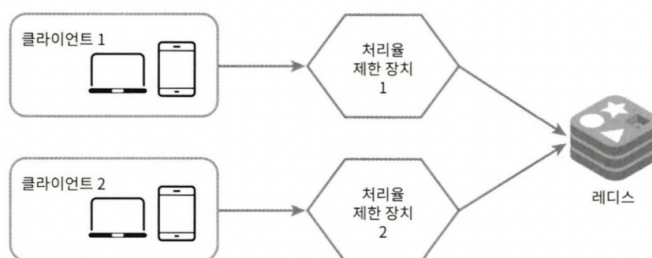 클라이언트 1
처리율
제한 장치
1
클라이언트 2
처리율
제한 장치
2
레디스